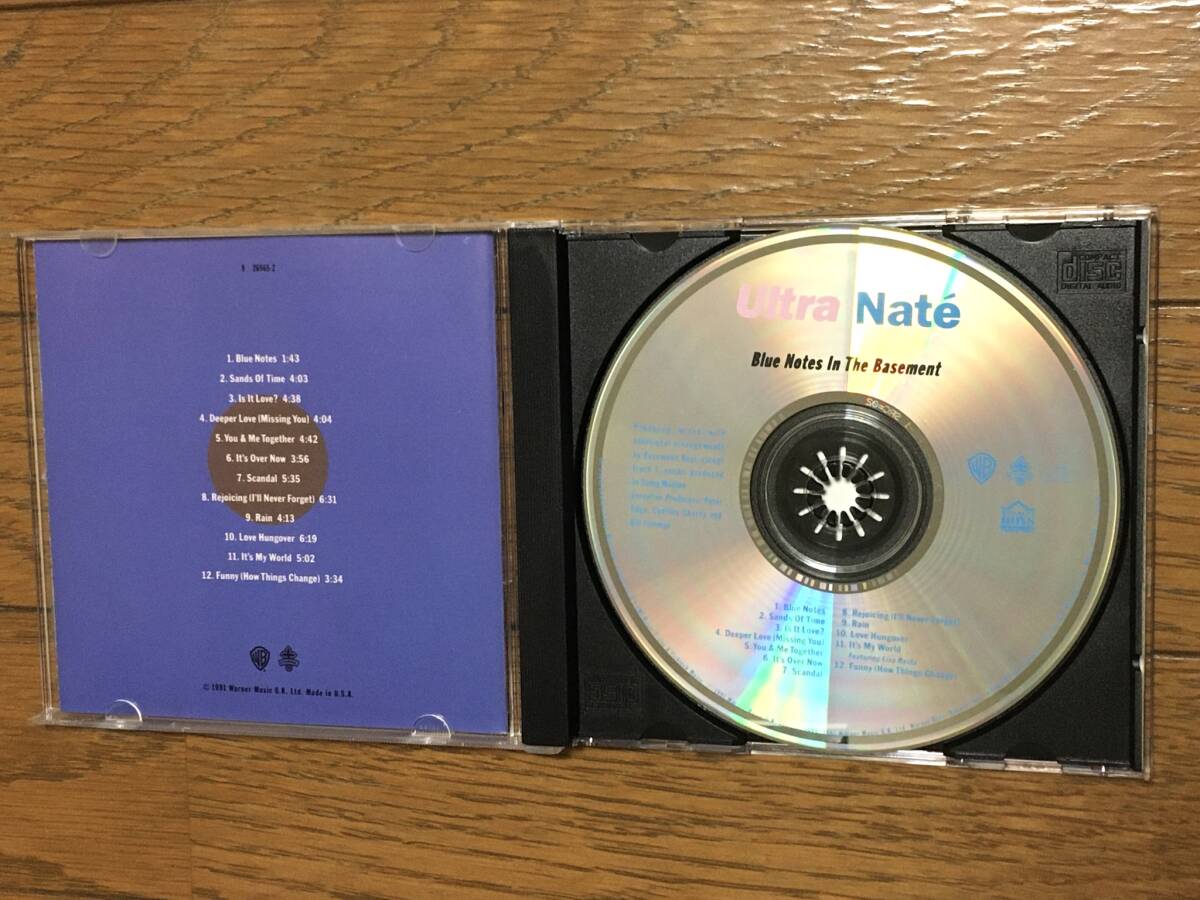 9 26565-2
1. Blue Notes 1:43
2. Sands Of Time 4:03
3. Is It Love? 4:38
4. Deeper Love (Missing You) 4:04
5. You & Me Together 4:42
6. It's Over Now 3:56
7. Scandal 5:35
8. Rejoicing (I'll Never Forget) 6:31
9. Rain 4:13
10. Love Hungover 6:19
11. It's My World 5:02
12. Funny (How Things Change) 3:34
© 1991 Warner Music U.K. Ltd. Made in U.S.A.
COMPACT
disc
DIGITAL AUDIO
Ultra Naté
Blue Notes In The Basement
by Basement Boys except
1. Blue Notes
2. Sands Of Time
3. Is It Love?
4. Deeper Love (Missing You)
5. You & Me Together
6. It's Over Now
7. Scandal
8. Rejoicing (I'll Never Forget)
9. Rain
10. Love Hungover
11. It's My World
12. Funny (How Things Change)